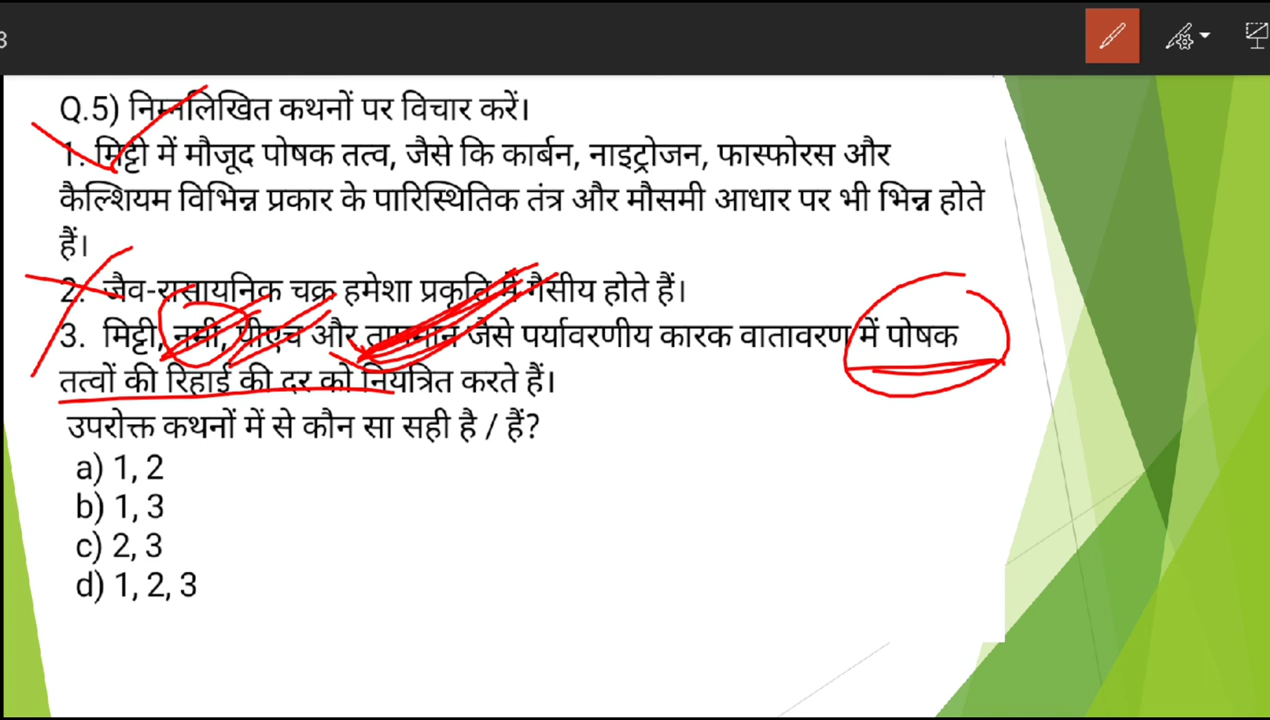 3
Q.5) निम्नलिखित कथनों पर विचार करें।
1. मिट्टी में मौजूद पोषक तत्व, जैसे कि कार्बन, नाइट्रोजन, फास्फोरस और
कैल्शियम विभिन्न प्रकार के पारिस्थितिक तंत्र और मौसमी आधार पर भी भिन्न होते
हैं।
2. जैव-रासायनिक चक्र हमेशा प्रकृति में गैसीय होते हैं।
3. मिट्टी, नमी, पीएच और तापमान जैसे पर्यावरणीय कारक वातावरण में पोषक
तत्वों की रिहाई की दर को नियंत्रित करते हैं।
उपरोक्त कथनों में से कौन सा सही है / हैं?
a) 1, 2
b) 1, 3
c) 2, 3
d) 1, 2, 3